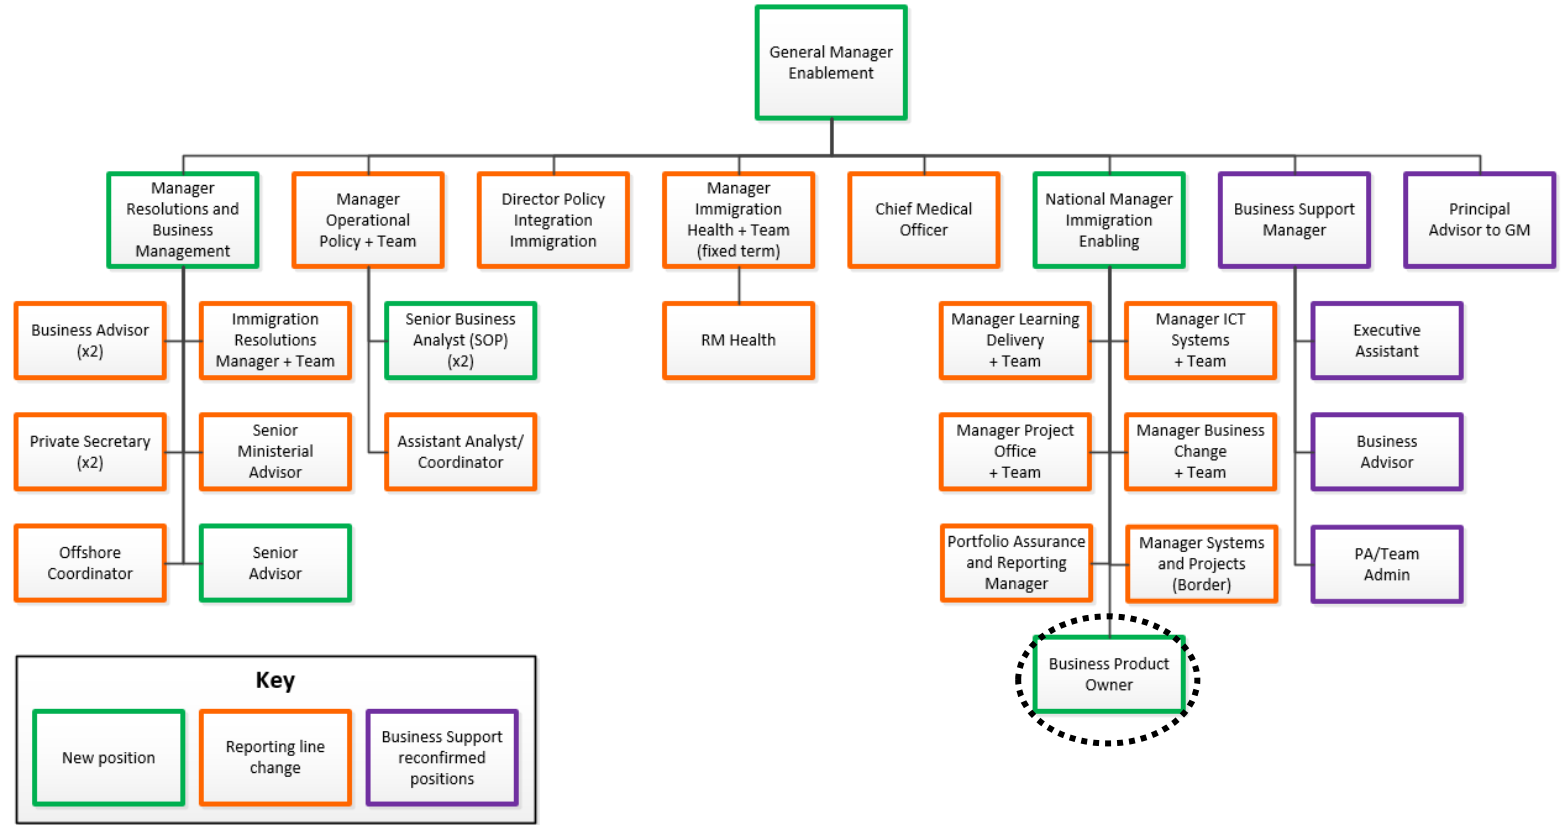 General Manager
Enablement
Manager
Resolutions and
Business
Management
Manager
Operational
Policy + Team
Director Policy
Integration
Immigration
Manager
Immigration
Health + Team
(fixed term)
Chief Medical
Officer
National Manager
Immigration
Enabling
Business Support
Manager
Principal
Advisor to GM
Business Advisor
(x2)
Immigration
Resolutions
Manager + Team
Senior Business
Analyst (SOP)
(x2)
RM Health
Manager Learning
Delivery
+ Team
Manager ICT
Systems
+ Team
Executive
Assistant
Private Secretary
(x2)
Senior
Ministerial
Advisor
Assistant Analyst/
Coordinator
Manager Project
Office
+ Team
Manager Business
Change
+ Team
Business
Advisor
Offshore
Coordinator
Senior
Advisor
Portfolio Assurance
and Reporting
Manager
Manager Systems
and Projects
(Border)
PA/Team
Admin
Business Product
Owner
Key
New position
Reporting line
change
Business Support
reconfirmed
positions